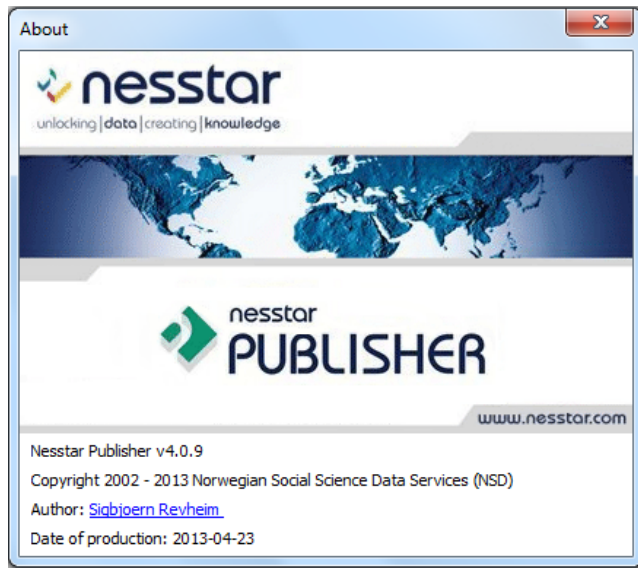 About
nesstar
unlocking|data|creating|knowledge
nesstar
PUBLISHER
www.nesstar.com
Nesstar Publisher v4.0.9
Copyright 2002 - 2013 Norwegian Social Science Data Services (NSD)
Author: Sigbjoern Revheim
Date of production: 2013-04-23